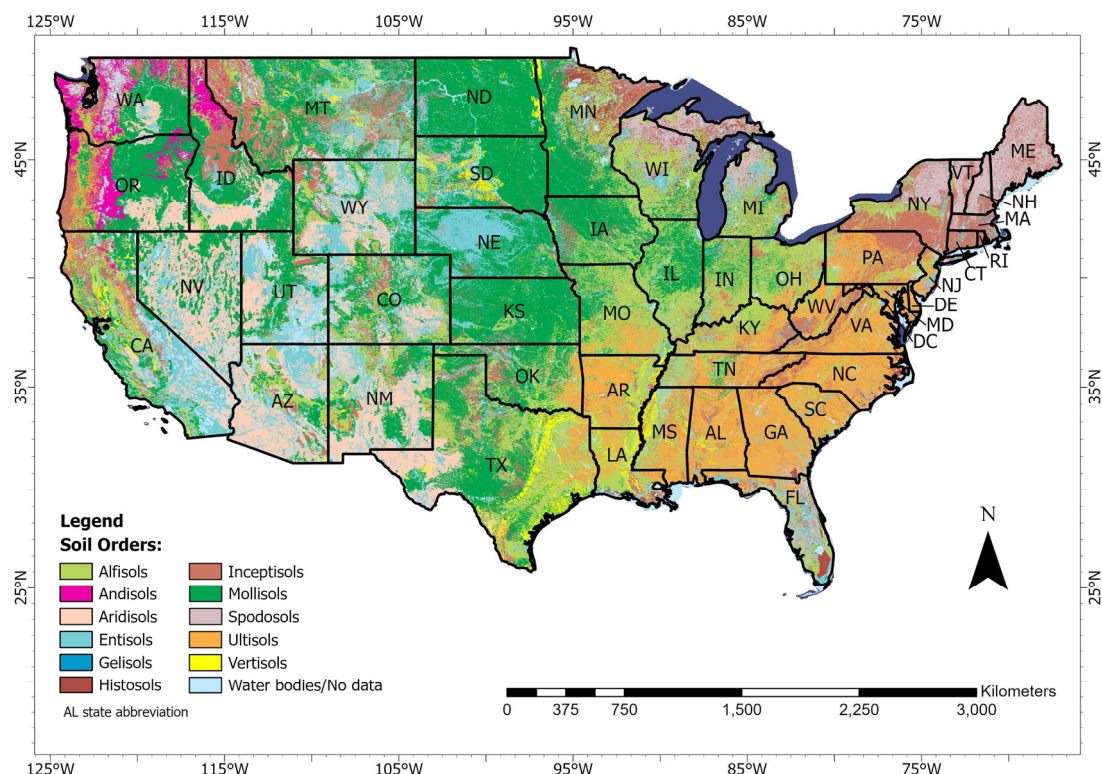 125°W 115°W 105°W 95°W 85°W 75°W
WA
MT
ND
MN
ME
45°N
45°N
OR
ID
SD
WI
VT
NY
WY
MI
NH
MA
IA
NE
PA
RI
CT
NV
UT
CO
IL
IN
OH
NJ
KS
MO
WV
DE
CA
KY
VA
MD
DC
35°N
35°N
AZ
NM
OK
AR
TN
NC
SC
MS
AL
GA
LA
TX
FL
N
25°N
25°N
Legend
Soil Orders:
Alfisols Inceptisols
Andisols Mollisols
Aridisols Spodosols
Entisols Ultisols
Gelisols Vertisols
Histosols Water bodies/No data
AL state abbreviation
Kilometers
0 375 750 1,500 2,250 3,000
125°W 115°W 105°W 95°W 85°W 75°W